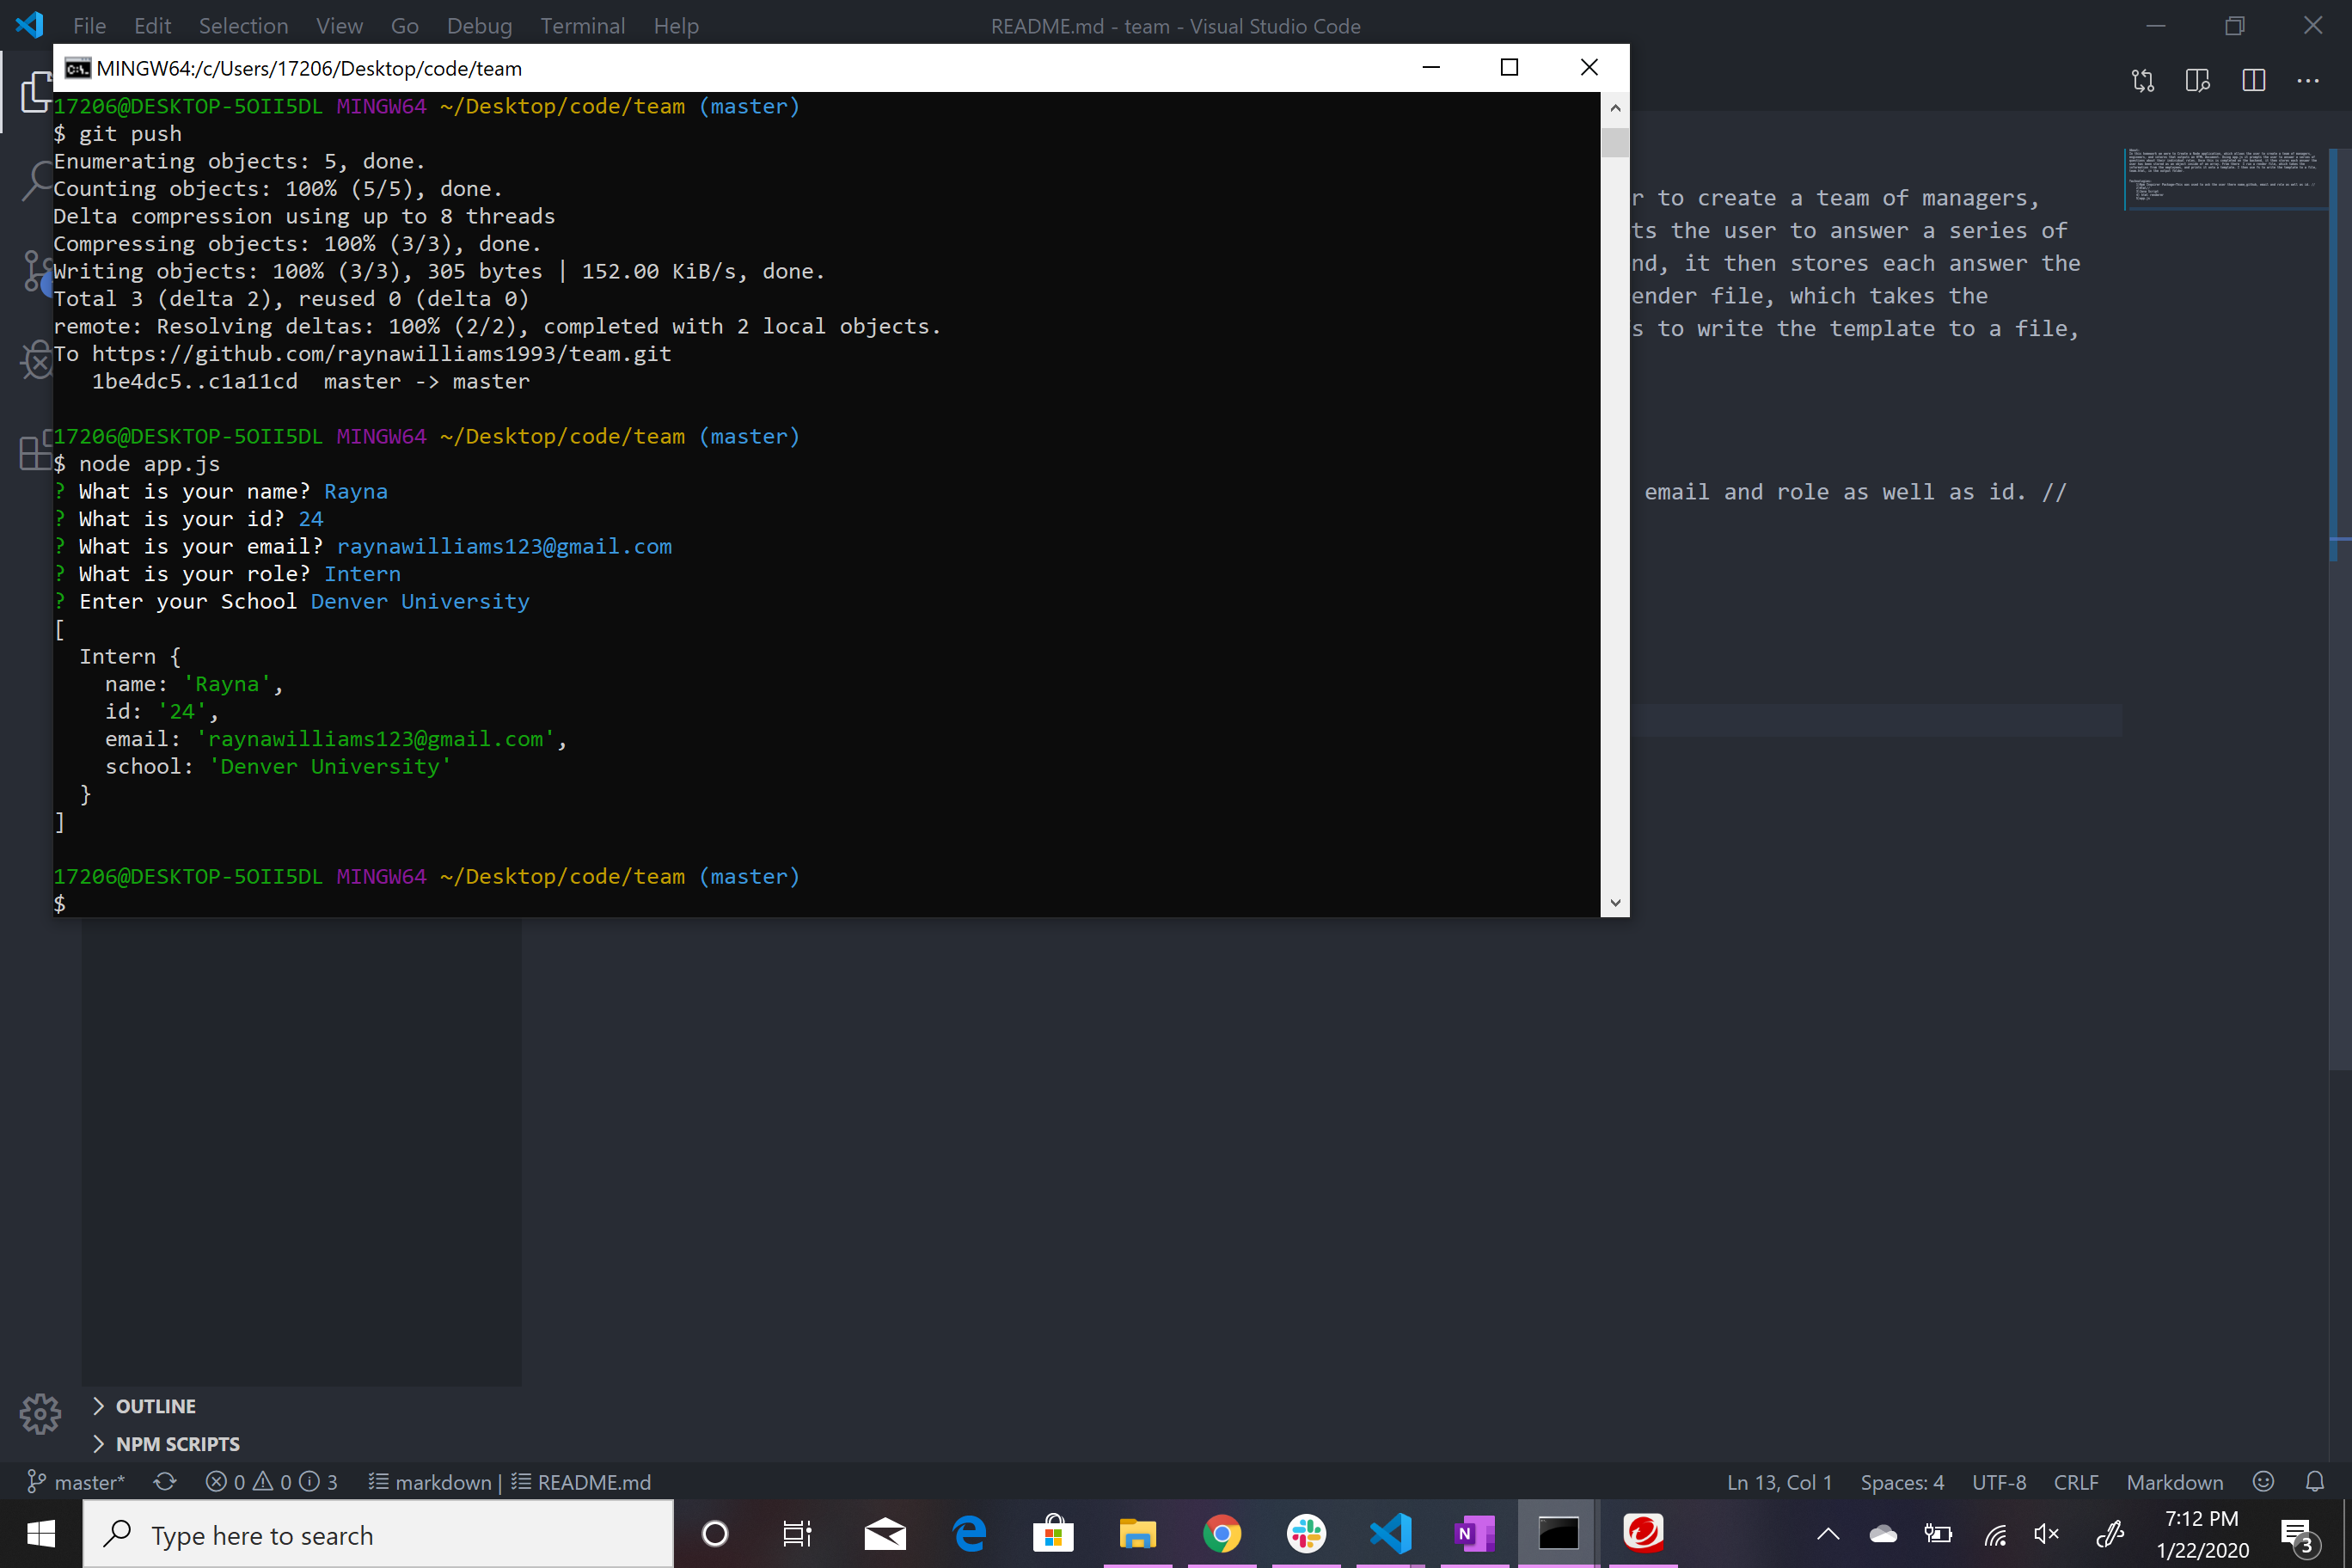 File Edit Selection View Go Debug Terminal Help
README.md - team - Visual Studio Code
MINGW64:/c/Users/17206/Desktop/code/team
17206@DESKTOP-5OII5DL MINGW64 ~/Desktop/code/team (master)
$ git push
Enumerating objects: 5, done.
Counting objects: 100% (5/5), done.
Delta compression using up to 8 threads
Compressing objects: 100% (3/3), done.
Writing objects: 100% (3/3), 305 bytes | 152.00 KiB/s, done.
Total 3 (delta 2), reused 0 (delta 0)
remote: Resolving deltas: 100% (2/2), completed with 2 local objects.
To https://github.com/raynawilliams1993/team.git
1be4dc5..c1a11cd  master -> master
17206@DESKTOP-5OII5DL MINGW64 ~/Desktop/code/team (master)
$ node app.js
? What is your name? Rayna
? What is your id? 24
? What is your email? raynawilliams123@gmail.com
? What is your role? Intern
? Enter your School Denver University
[
Intern {
name: 'Rayna',
id: '24',
email: 'raynawilliams123@gmail.com',
school: 'Denver University'
}
]
17206@DESKTOP-5OII5DL MINGW64 ~/Desktop/code/team (master)
$
r to create a team of managers,
ts the user to answer a series of
nd, it then stores each answer the
ender file, which takes the
s to write the template to a file,
email and role as well as id. //
OUTLINE
NPM SCRIPTS
master* 0 0 3 markdown | README.md
Ln 13, Col 1 Spaces: 4 UTF-8 CRLF Markdown
Type here to search
7:12 PM
1/22/2020
3